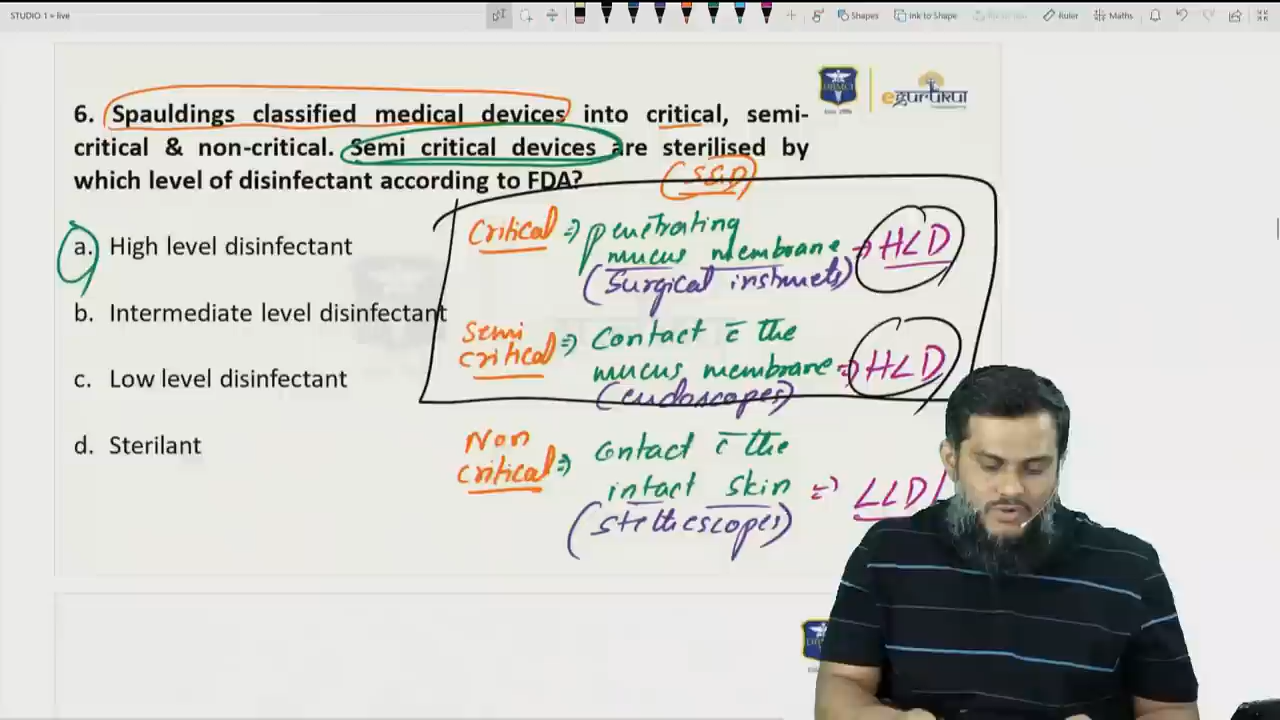 STUDIO 1 • live
Shapes
Ink to Shape
Ruler
Maths
egurukul
6. Spauldings classified medical devices into critical, semi-
critical & non-critical. Semi critical devices are sterilised by
which level of disinfectant according to FDA?
a. High level disinfectant
b. Intermediate level disinfectant
c. Low level disinfectant
d. Sterilant
Critical ⇒ penetrating
mucus membrane ⇒ HLD
(Surgical instrumets)
Semi
critical ⇒ Contact c̄ the
mucus membrane ⇒ HLD
(endoscopes)
Non
critical ⇒ contact c̄ the
intact skin ⇒ LLD
(stethescopes)